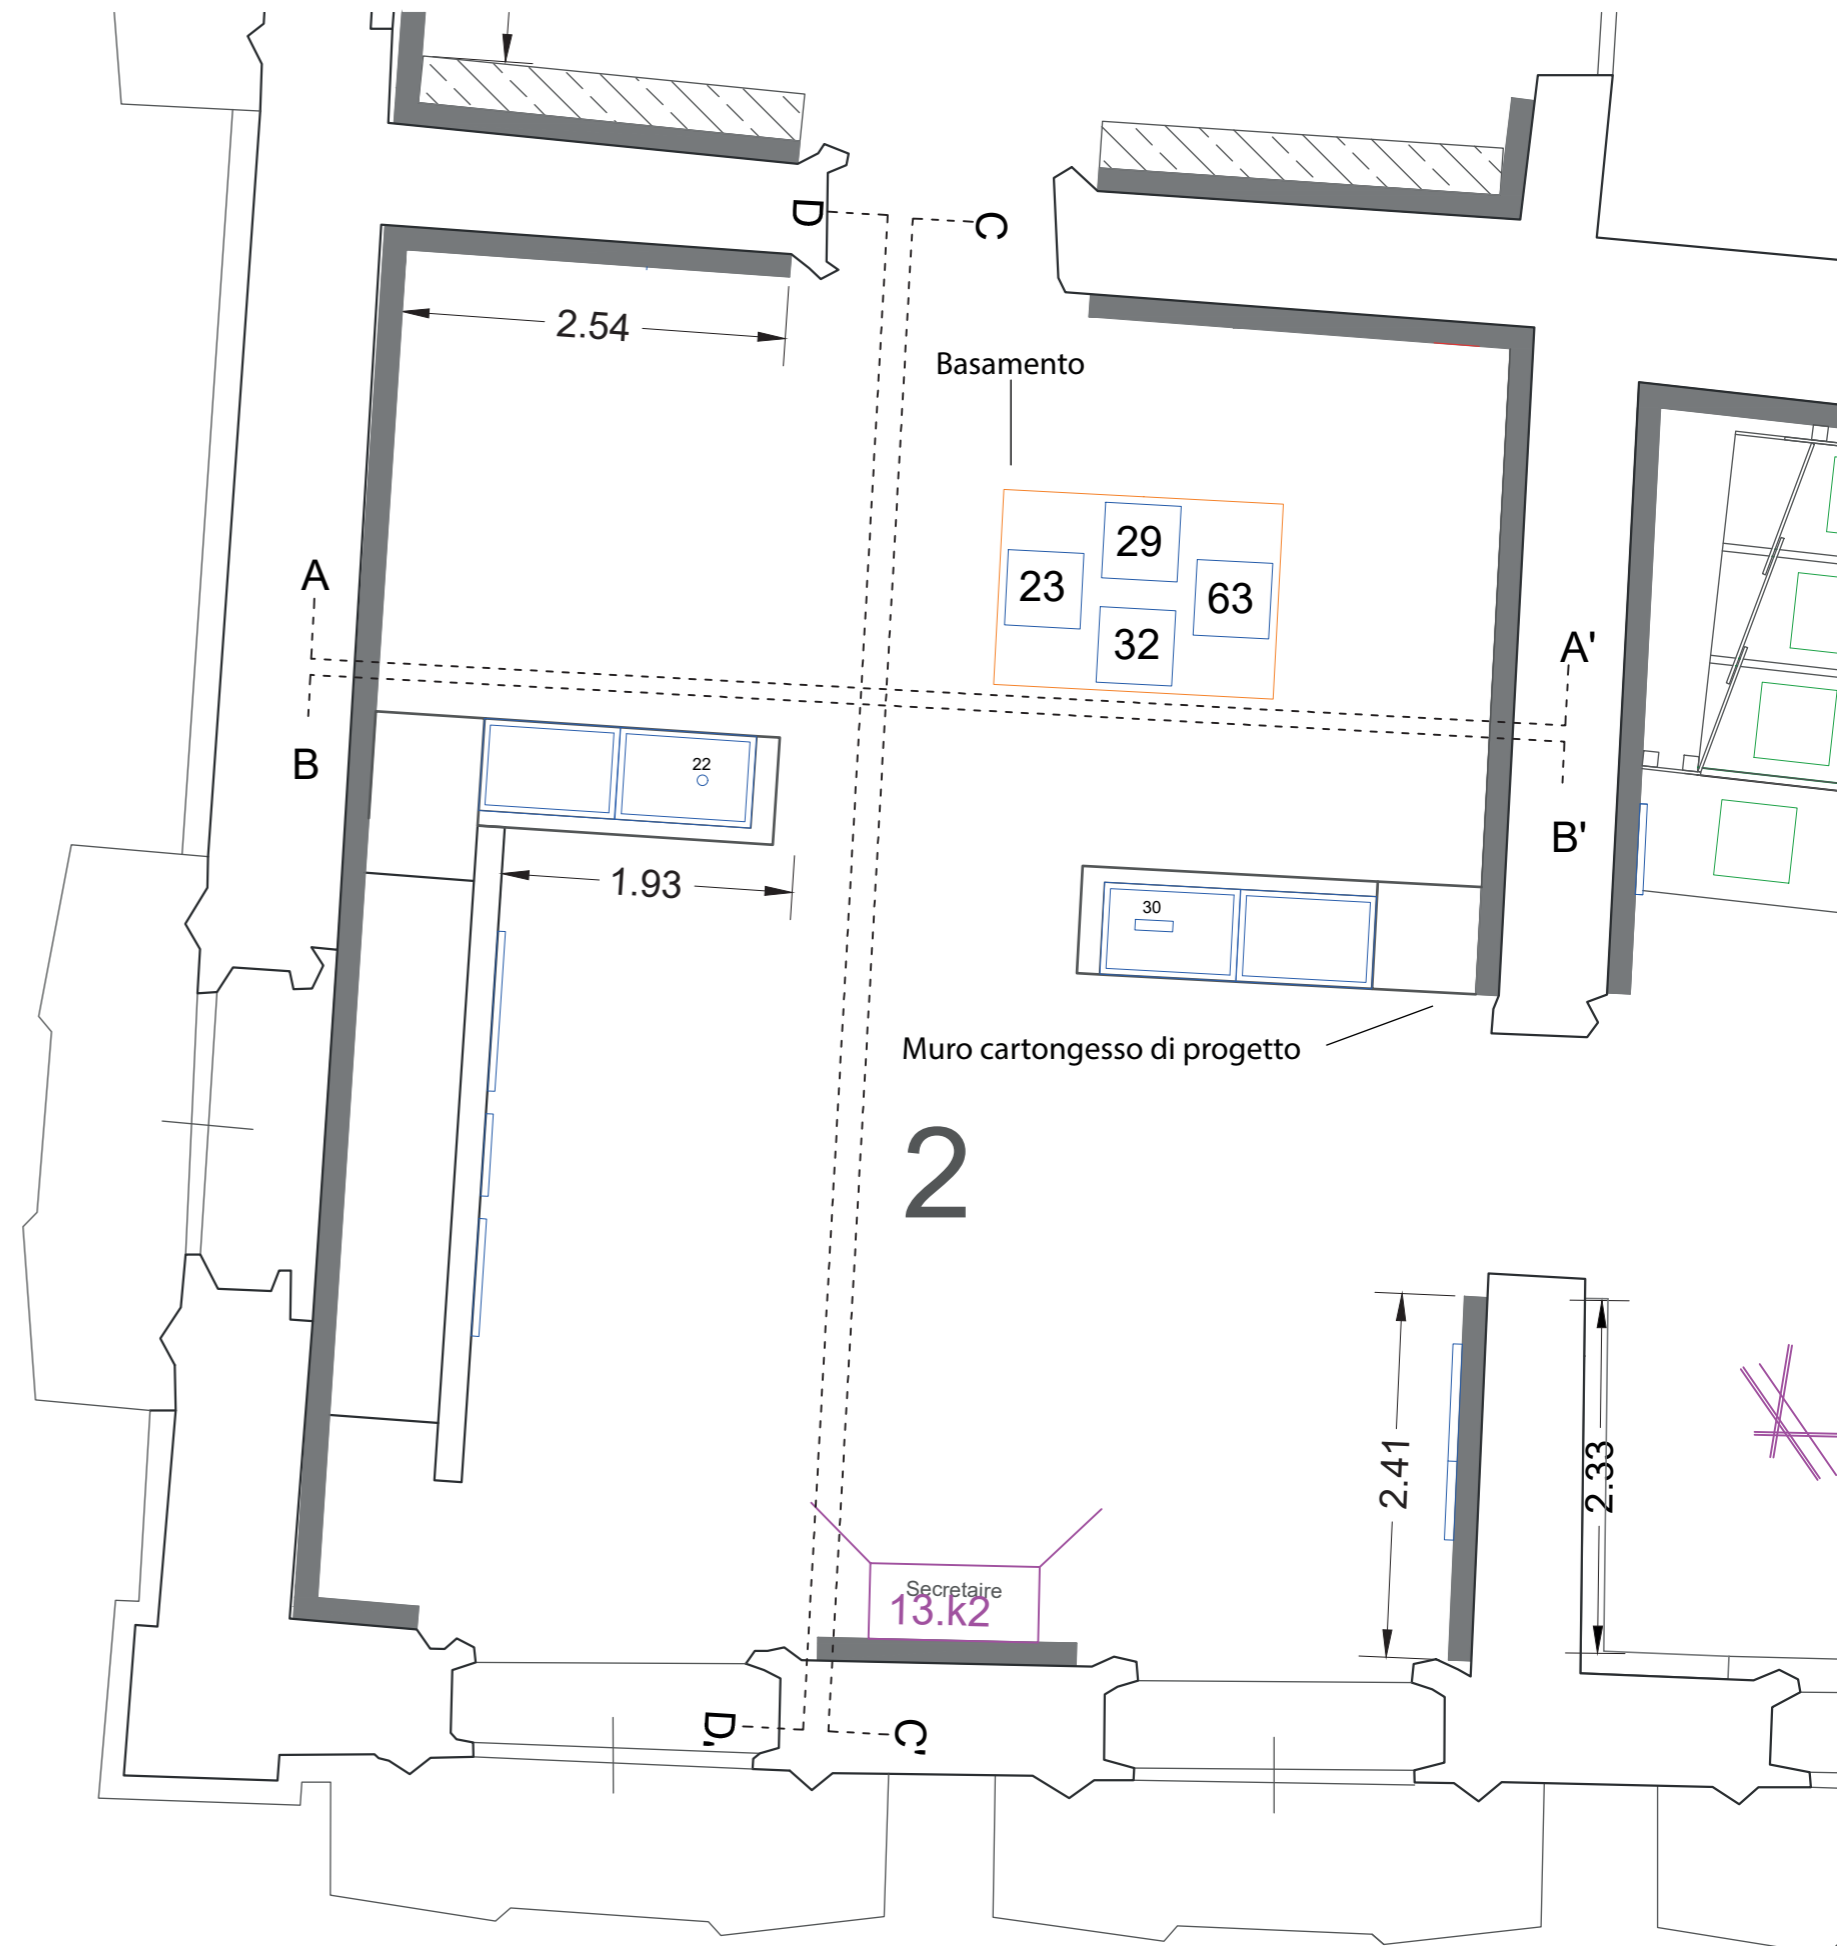 D
C
2.54
Basamento
29
23
63
32
A
A'
B
22
B'
1.93
30
Muro cartongesso di progetto
2
2.41
2.33
Secretaire
13.k2
D'
C'